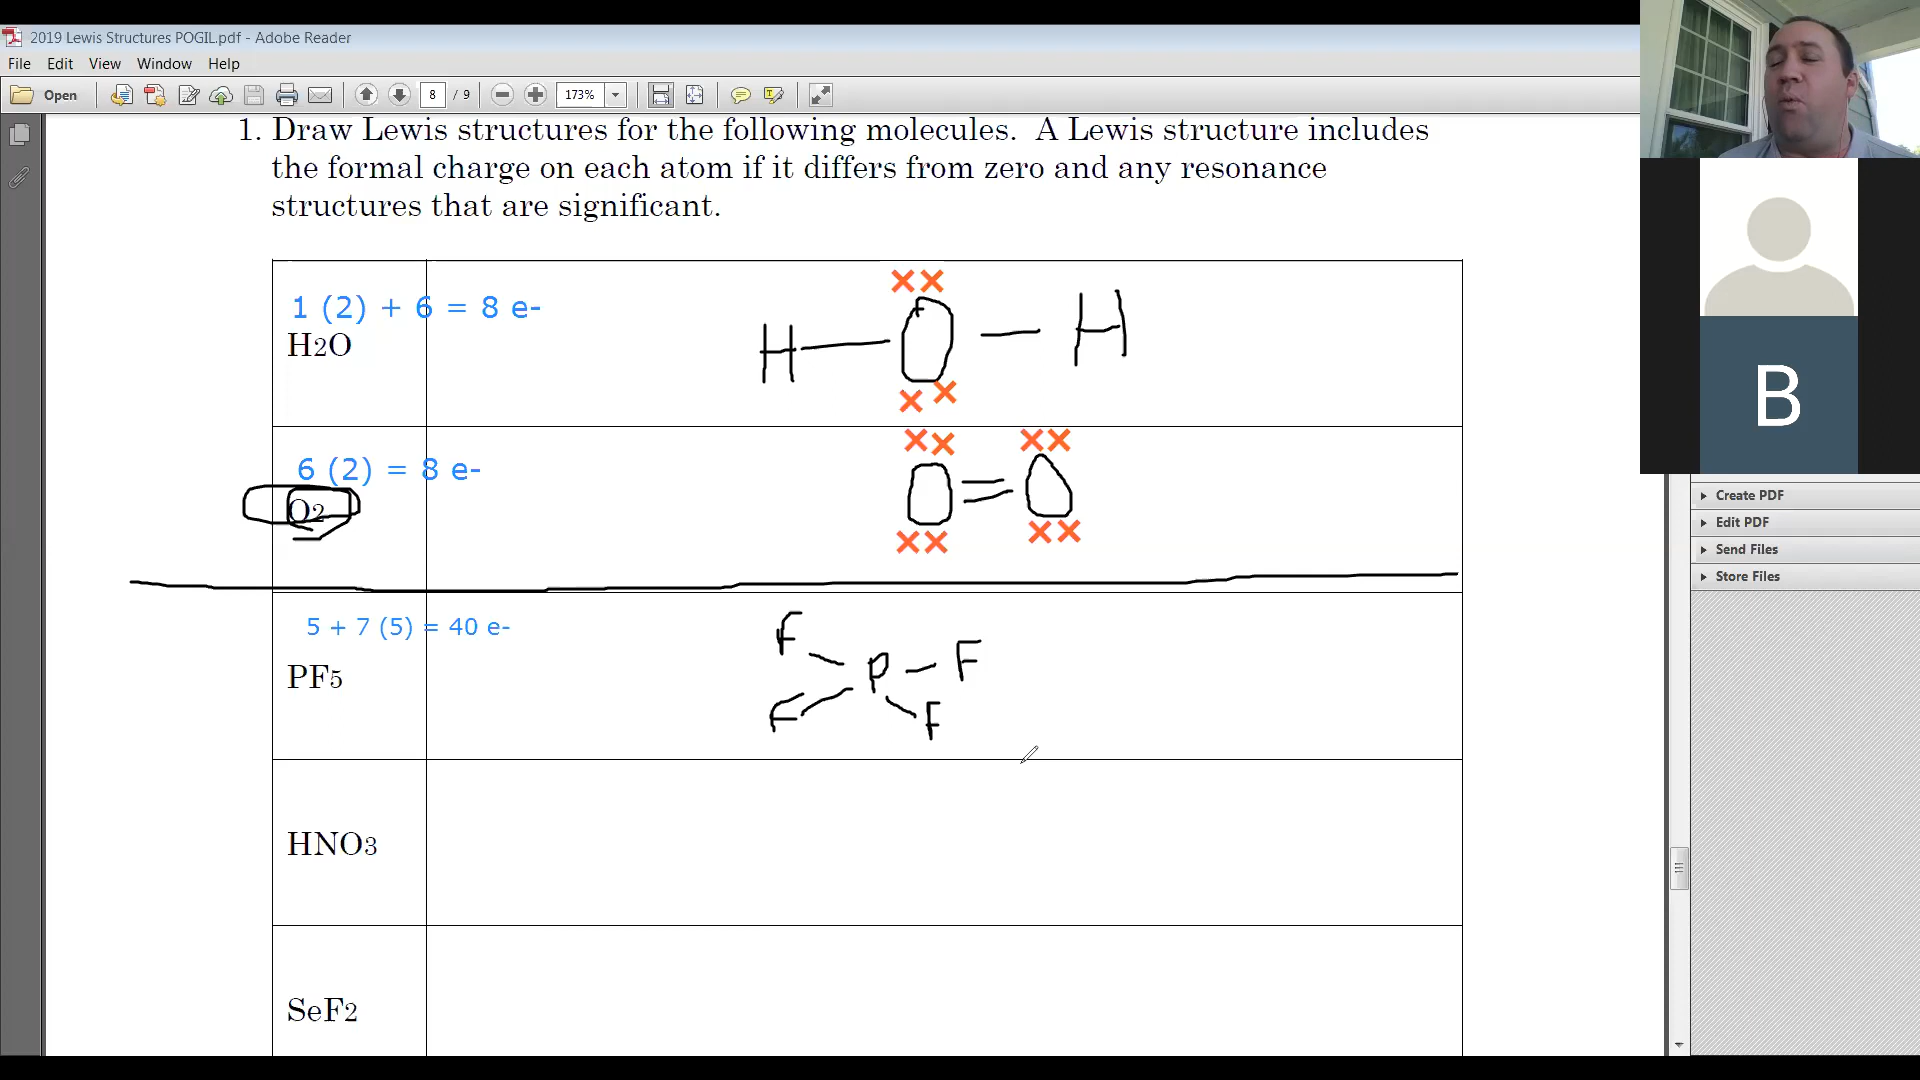 2019 Lewis Structures POGIL.pdf - Adobe Reader
File Edit View Window Help
Open 8 / 9 173%
1. Draw Lewis structures for the following molecules. A Lewis structure includes
the formal charge on each atom if it differs from zero and any resonance
structures that are significant.
1 (2) + 6 = 8 e-
H2O
H — O — H
6 (2) = 8 e-
O2
O = O
5 + 7 (5) = 40 e-
PF5
F
P F
F F
HNO3
SeF2
B
Create PDF
Edit PDF
Send Files
Store Files